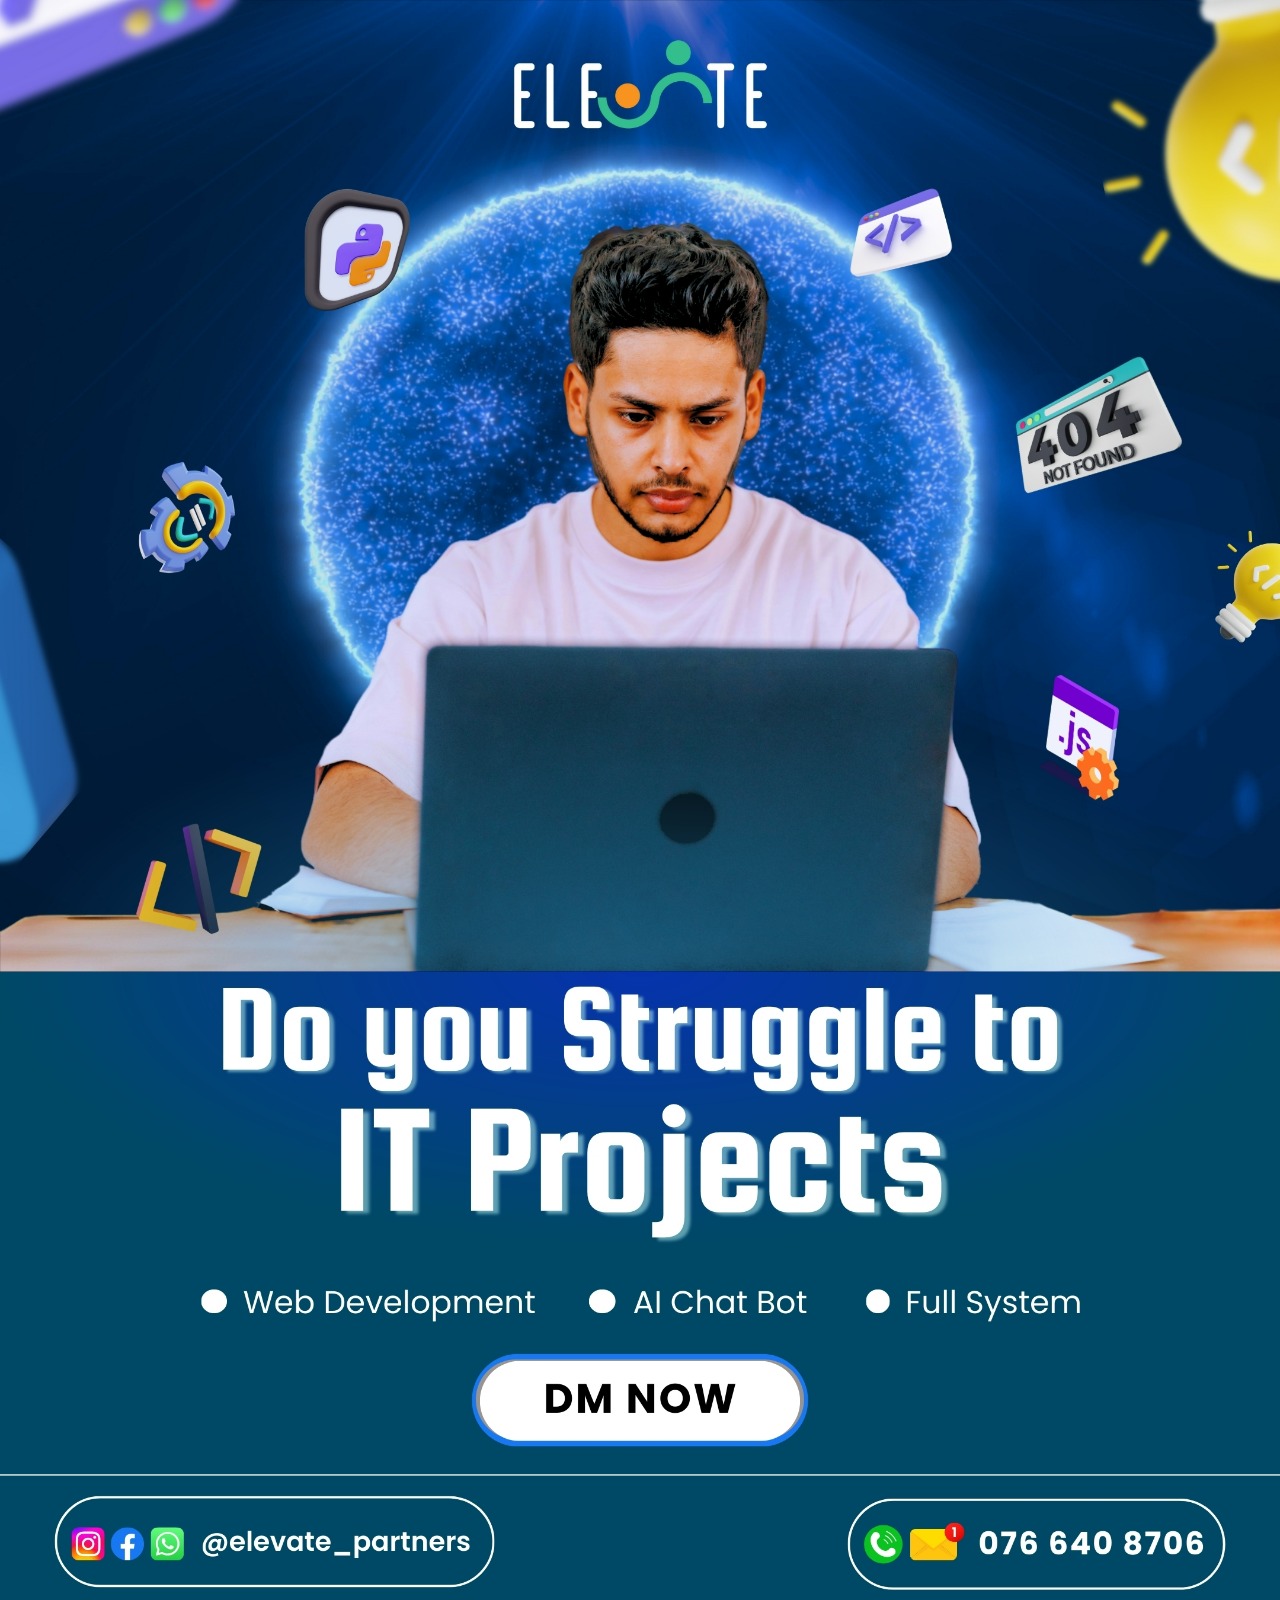 ELEVATE
</>
404
NOT FOUND
.js
</>
Do you Struggle to
IT Projects
Web Development
AI Chat Bot
Full System
DM NOW
@elevate_partners
1
076 640 8706